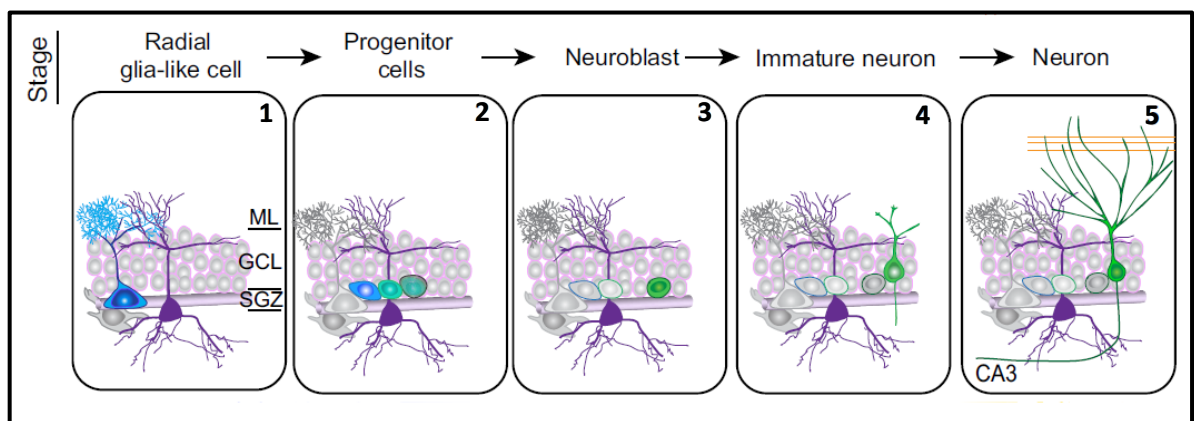 Stage
Radial
glia-like cell
Progenitor
cells
Neuroblast
Immature neuron
Neuron
1
2
3
4
5
ML
GCL
SGZ
CA3